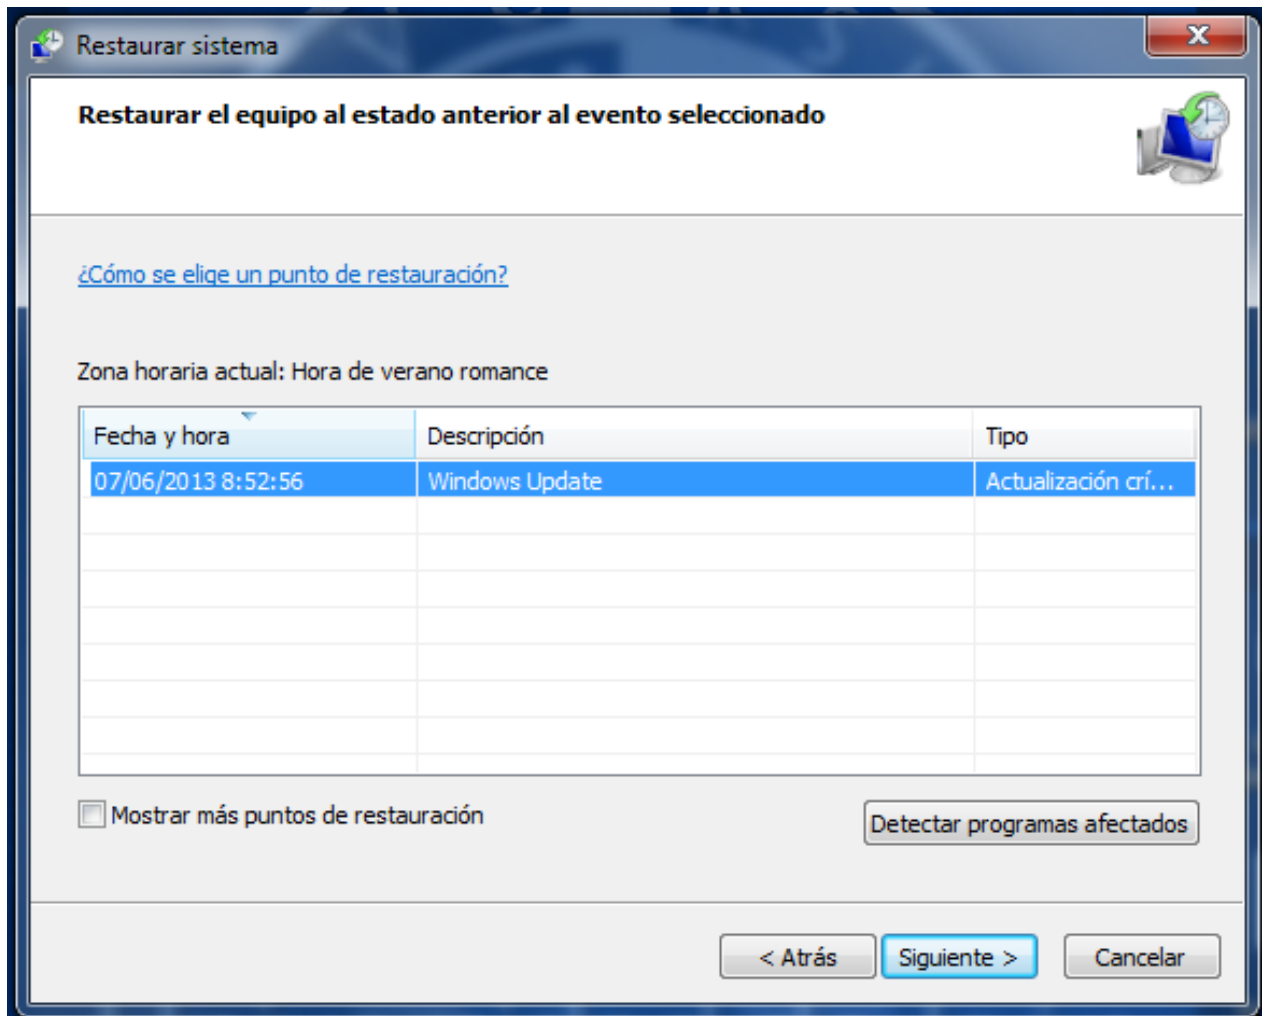 Restaurar sistema
Restaurar el equipo al estado anterior al evento seleccionado
¿Cómo se elige un punto de restauración?
Zona horaria actual: Hora de verano romance
Fecha y hora Descripción Tipo
07/06/2013 8:52:56 Windows Update Actualización crí...
Mostrar más puntos de restauración
Detectar programas afectados
< Atrás Siguiente > Cancelar